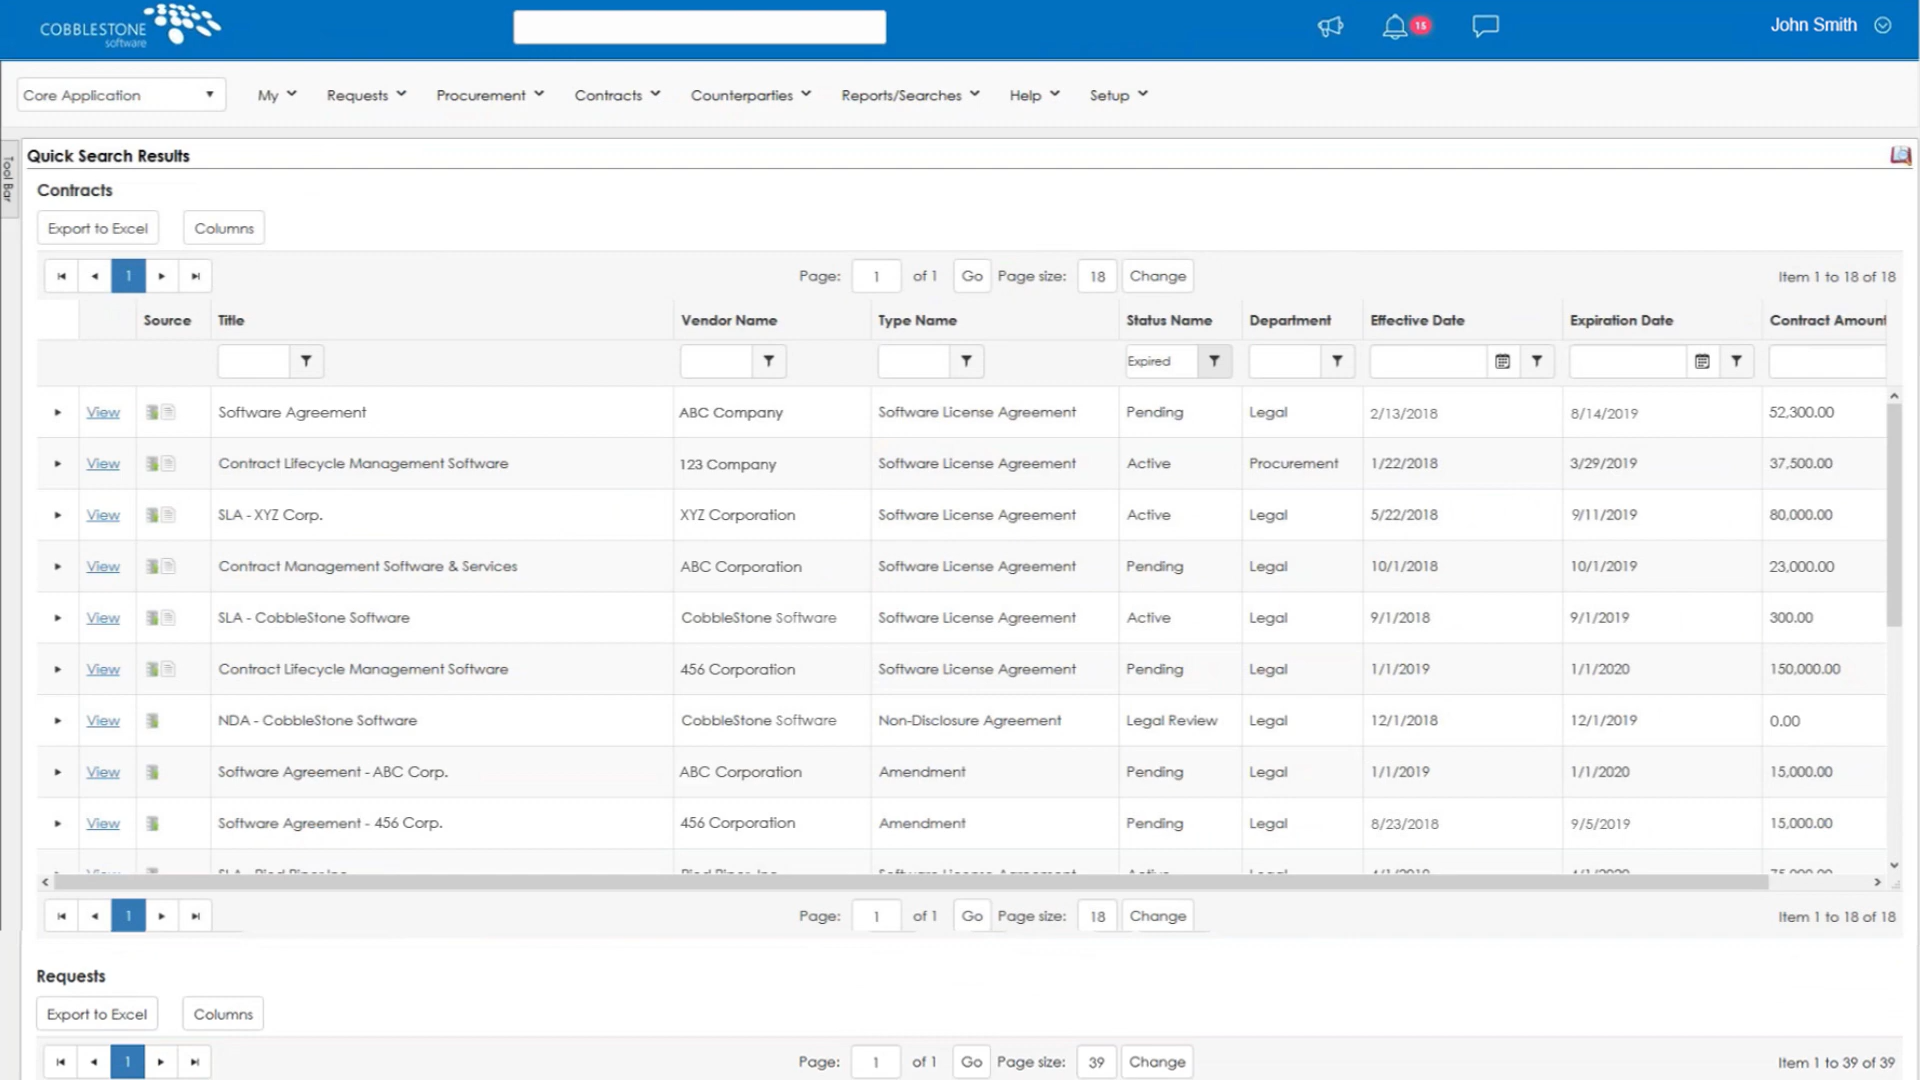 COBBLESTONE
software
15
John Smith
Core Application
My
Requests
Procurement
Contracts
Counterparties
Reports/Searches
Help
Setup
Tool Bar
Quick Search Results
Contracts
Export to Excel
Columns
1
Page: 1 of 1 Go Page size: 18 Change
Item 1 to 18 of 18
Source Title Vendor Name Type Name Status Name Department Effective Date Expiration Date Contract Amount
Expired
View Software Agreement ABC Company Software License Agreement Pending Legal 2/13/2018 8/14/2019 52,300.00
View Contract Lifecycle Management Software 123 Company Software License Agreement Active Procurement 1/22/2018 3/29/2019 37,500.00
View SLA - XYZ Corp. XYZ Corporation Software License Agreement Active Legal 5/22/2018 9/11/2019 80,000.00
View Contract Management Software & Services ABC Corporation Software License Agreement Pending Legal 10/1/2018 10/1/2019 23,000.00
View SLA - CobbleStone Software CobbleStone Software Software License Agreement Active Legal 9/1/2018 9/1/2019 300.00
View Contract Lifecycle Management Software 456 Corporation Software License Agreement Pending Legal 1/1/2019 1/1/2020 150,000.00
View NDA - CobbleStone Software CobbleStone Software Non-Disclosure Agreement Legal Review Legal 12/1/2018 12/1/2019 0.00
View Software Agreement - ABC Corp. ABC Corporation Amendment Pending Legal 1/1/2019 1/1/2020 15,000.00
View Software Agreement - 456 Corp. 456 Corporation Amendment Pending Legal 8/23/2018 9/5/2019 15,000.00
1
Page: 1 of 1 Go Page size: 18 Change
Item 1 to 18 of 18
Requests
Export to Excel
Columns
1
Page: 1 of 1 Go Page size: 39 Change
Item 1 to 39 of 39